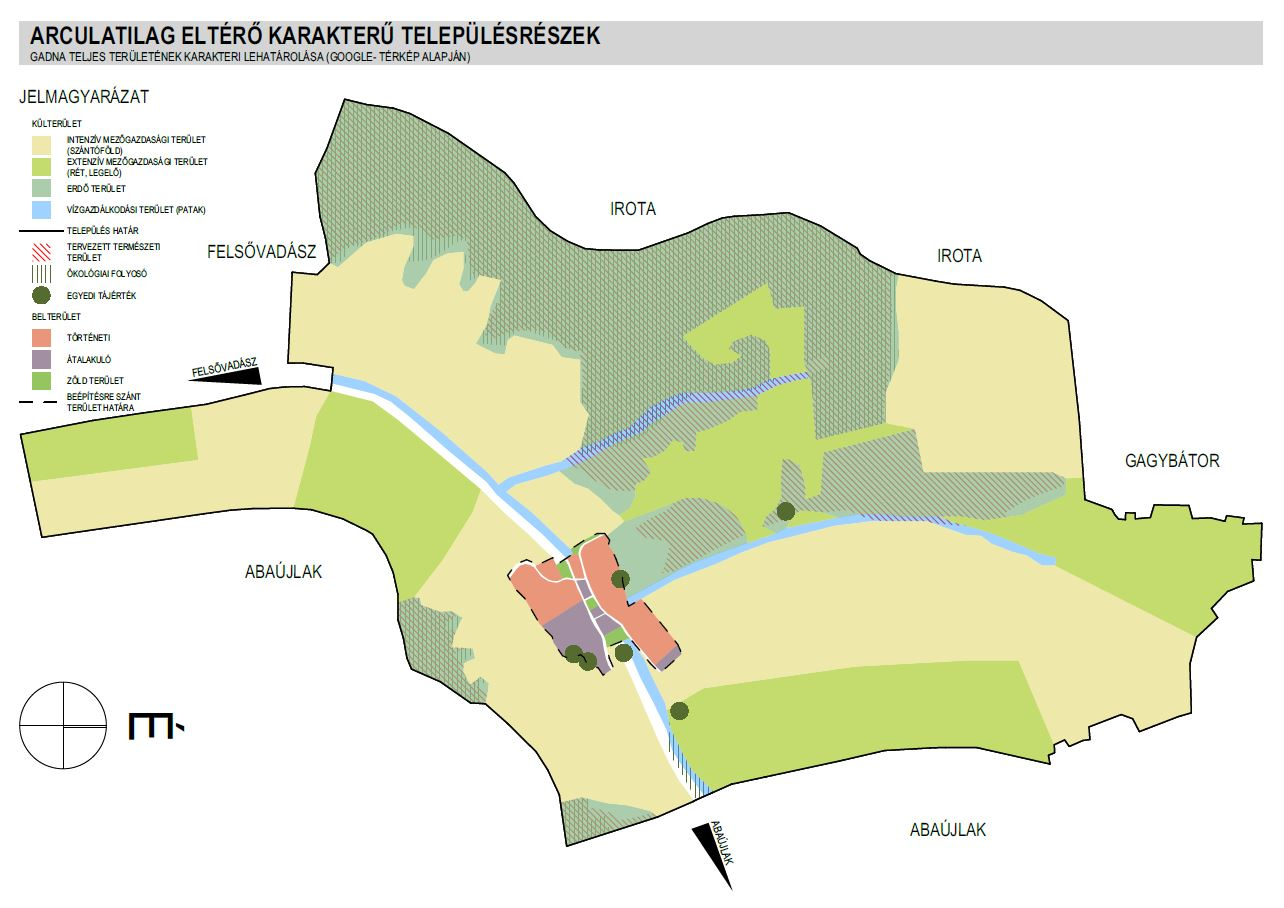 ARCULATILAG ELTÉRŐ KARAKTERŰ TELEPÜLÉSRÉSZEK
GADNA TELJES TERÜLETÉNEK KARAKTERI LEHATÁROLÁSA (GOOGLE- TÉRKÉP ALAPJÁN)
JELMAGYARÁZAT
KÜLTERÜLET
INTENZÍV MEZŐGAZDASÁGI TERÜLET
(SZÁNTÓFÖLD)
EXTENZÍV MEZŐGAZDASÁGI TERÜLET
(RÉT, LEGELŐ)
ERDŐ TERÜLET
VÍZGAZDÁLKODÁSI TERÜLET (PATAK)
TELEPÜLÉS HATÁR
TERVEZETT TERMÉSZETI
TERÜLET
ÖKOLÓGIAI FOLYOSÓ
EGYEDI TÁJÉRTÉK
BELTERÜLET
TÖRTÉNETI
ÁTALAKULÓ
ZÖLD TERÜLET
BEÉPÍTÉSRE SZÁNT
TERÜLET HATÁRA
IROTA
FELSŐVADÁSZ
IROTA
FELSŐVADÁSZ
GAGYBÁTOR
ABAÚJLAK
É
ABAÚJLAK
ABAÚJLAK